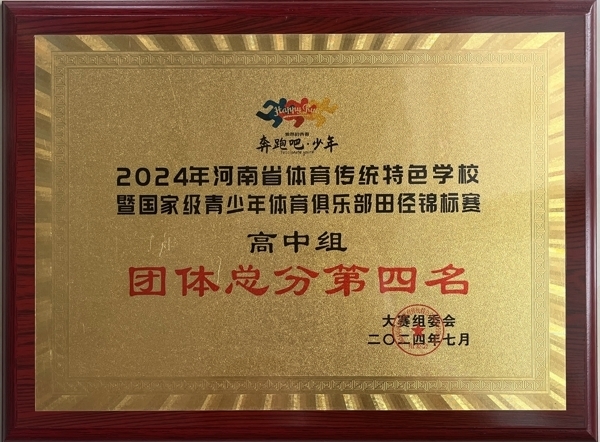 Happy Run
奔跑吧·少年
2024年河南省体育传统特色学校
暨国家级青少年体育俱乐部田径锦标赛
高中组
团体总分第四名
大赛组委会
二〇二四年七月